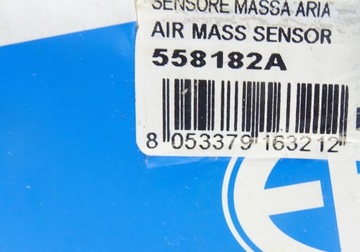 SENSORE MASSA ARIA
AIR MASS SENSOR
558182A
8 053379 163212